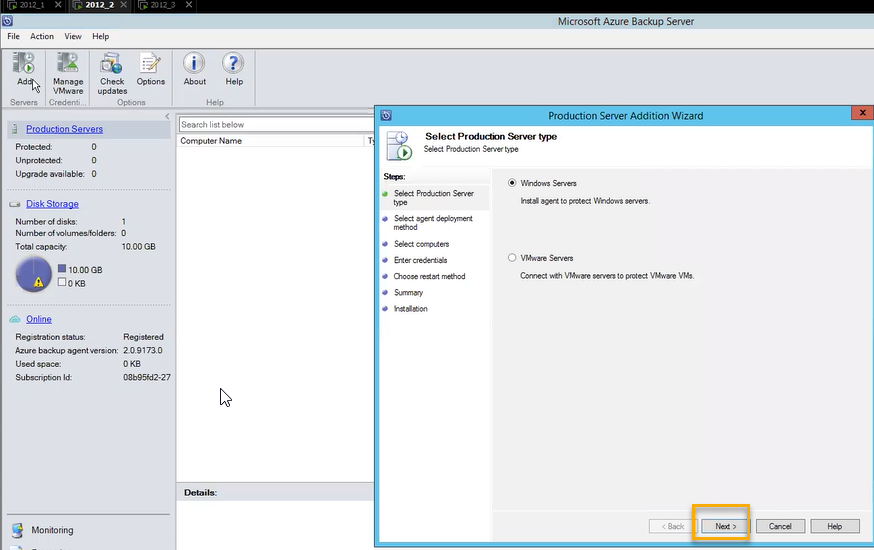 2012_1 2012_2 2012_3
Microsoft Azure Backup Server
File Action View Help
Add Manage VMware Check updates Options About Help
Servers Credenti... Options Help
Production Servers
Protected: 0
Unprotected: 0
Upgrade available: 0
Disk Storage
Number of disks: 1
Number of volumes/folders: 0
Total capacity: 10.00 GB
10.00 GB
0 KB
Online
Registration status: Registered
Azure backup agent version: 2.0.9173.0
Used space: 0 KB
Subscription Id: 08b95fd2-27
Monitoring
Search list below
Computer Name
Details:
Production Server Addition Wizard
Select Production Server type
Select Production Server type
Steps:
Select Production Server
type
Select agent deployment
method
Select computers
Enter credentials
Choose restart method
Summary
Installation
Windows Servers
Install agent to protect Windows servers.
VMware Servers
Connect with VMware servers to protect VMware VMs.
< Back Next > Cancel Help